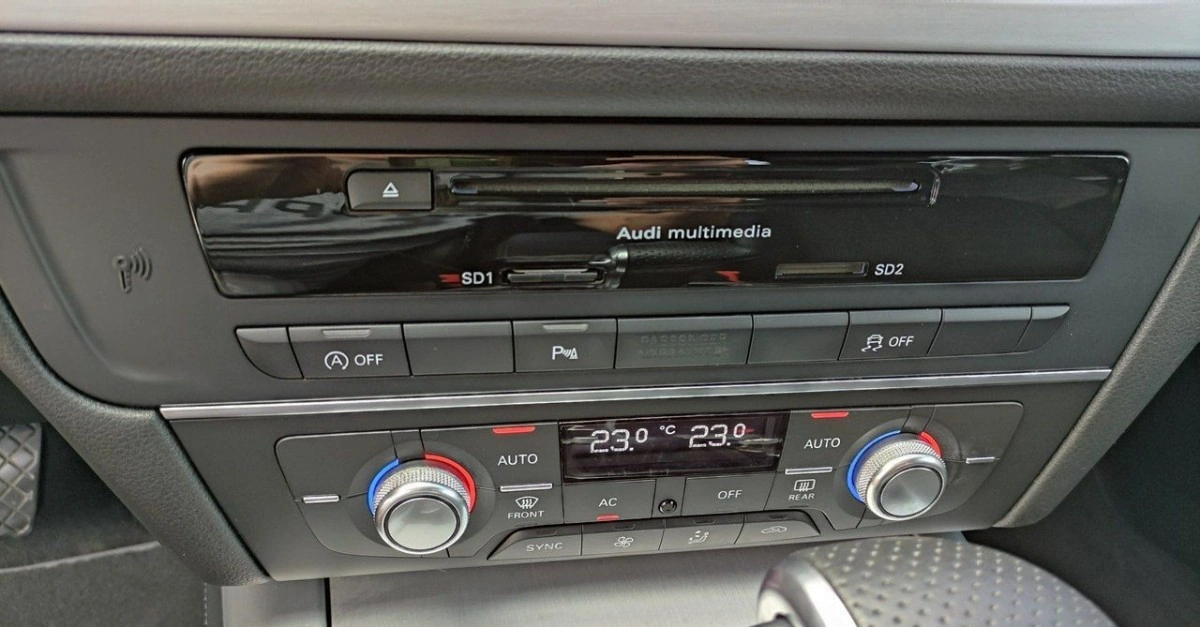 Audi multimedia
SD1
SD2
A OFF
P
OFF
23.0 °C 23.0
AUTO
AUTO
FRONT
AC
OFF
REAR
SYNC